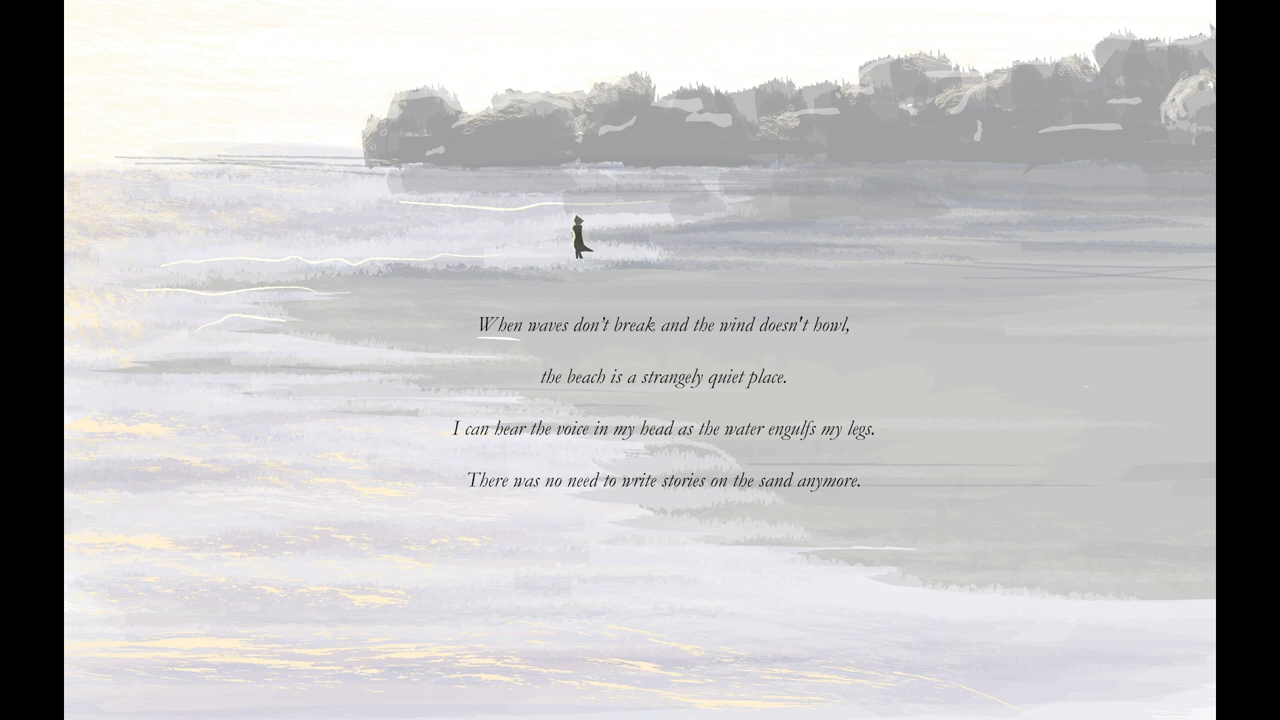 When waves don’t break and the wind doesn't howl,
the beach is a strangely quiet place.
I can hear the voice in my head as the water engulfs my legs.
There was no need to write stories on the sand anymore.